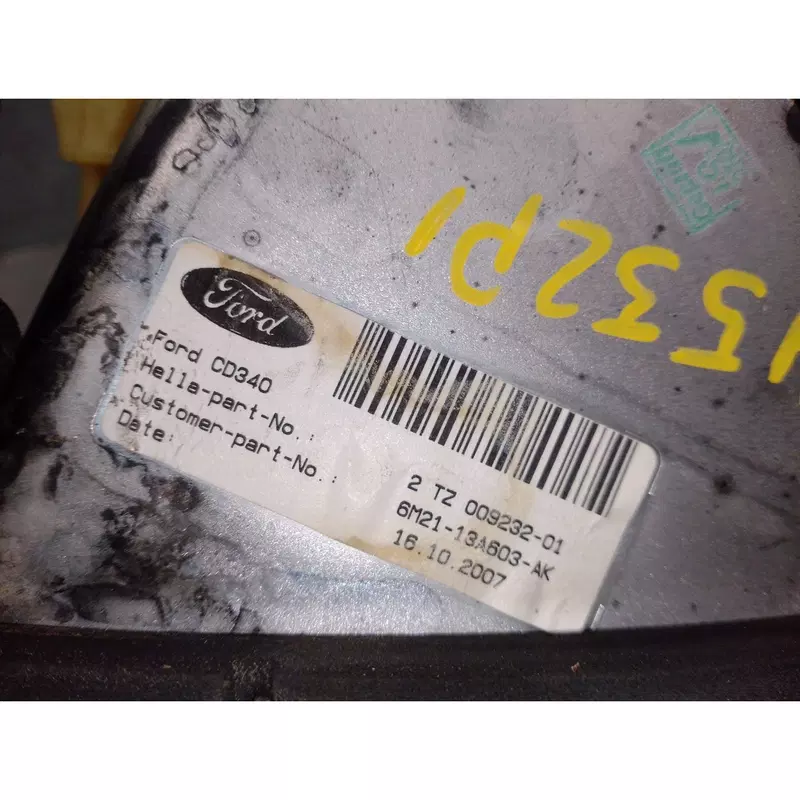 4532P1
Ford
Ford CD340
Hella-part-No.: 2 TZ 009232-01
Customer-part-No.: 6M21-13A603-AK
Date: 16.10.2007